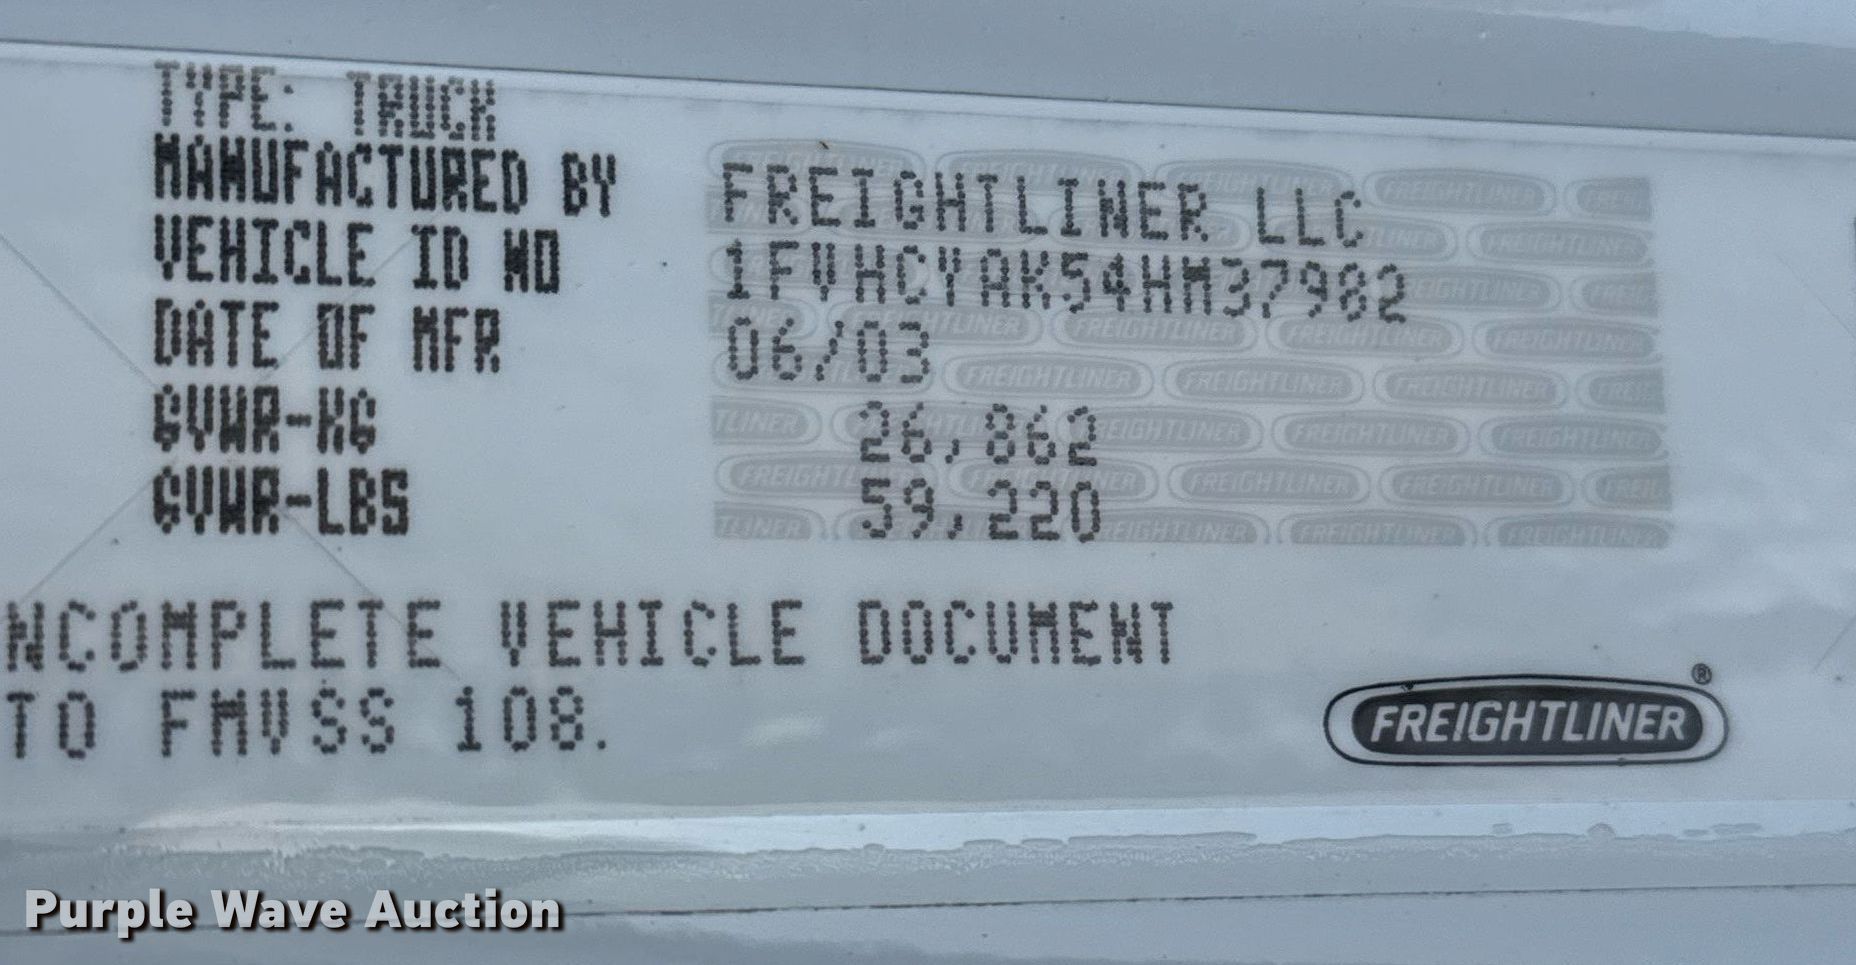 TYPE: TRUCK
MANUFACTURED BY FREIGHTLINER LLC
VEHICLE ID NO 1FVHCYAK54HM37982
DATE OF MFR 06/03
GVWR-KG 26,862
GVWR-LBS 59,220
NCOMPLETE VEHICLE DOCUMENT
TO FMVSS 108.
FREIGHTLINER®
Purple Wave Auction